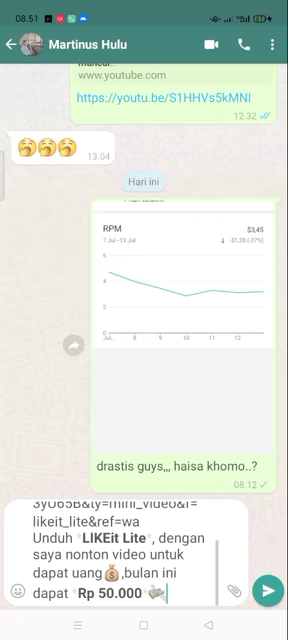 08.51
Martinus Hulu
www.youtube.com
https://youtu.be/S1HHVs5kMNI
12.32
13.04
Hari ini
RPM
$3,45
7 Jul–13 Jul
-$1,28 (-27%)
6
4
2
0
Jul...
8
9
10
11
12
drastis guys,,, haisa khomo..?
08.12
3yU65B&ty=mini_video&f=
likeit_lite&ref=wa
Unduh *LIKEit Lite*, dengan
saya nonton video untuk
dapat uang💰,bulan ini
dapat *Rp 50.000*💸